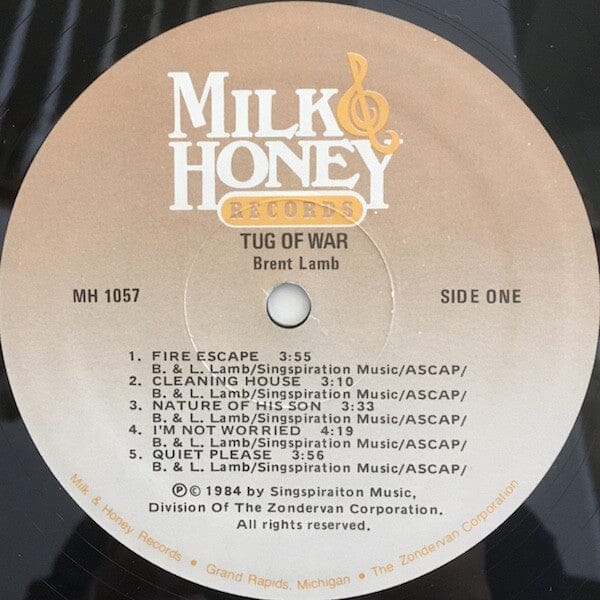 MILK &
HONEY
RECORDS
TUG OF WAR
Brent Lamb
MH 1057
SIDE ONE
1. FIRE ESCAPE 3:55
B. & L. Lamb/Singspiration Music/ASCAP/
2. CLEANING HOUSE 3:10
B. & L. Lamb/Singspiration Music/ASCAP/
3. NATURE OF HIS SON 3:33
B. & L. Lamb/Singspiration Music/ASCAP/
4. I'M NOT WORRIED 4:19
B. & L. Lamb/Singspiration Music/ASCAP/
5. QUIET PLEASE 3:56
B. & L. Lamb/Singspiration Music/ASCAP/
℗© 1984 by Singspiraiton Music,
Division Of The Zondervan Corporation.
All rights reserved.
Milk & Honey Records • Grand Rapids, Michigan • The Zondervan Corporation